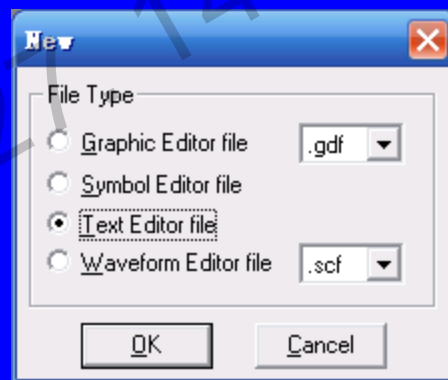 New
File Type
Graphic Editor file .gdf
Symbol Editor file
Text Editor file
Waveform Editor file .scf
OK Cancel